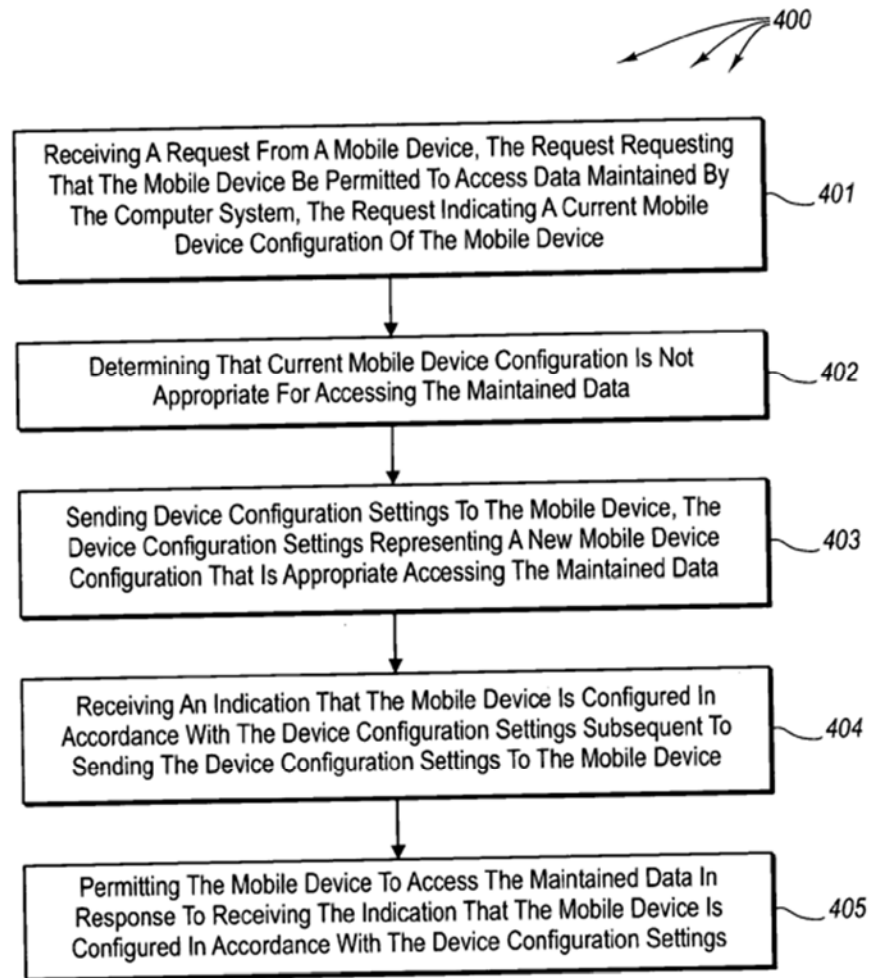 400
Receiving A Request From A Mobile Device, The Request Requesting
That The Mobile Device Be Permitted To Access Data Maintained By
The Computer System, The Request Indicating A Current Mobile
Device Configuration Of The Mobile Device
401
Determining That Current Mobile Device Configuration Is Not
Appropriate For Accessing The Maintained Data
402
Sending Device Configuration Settings To The Mobile Device, The
Device Configuration Settings Representing A New Mobile Device
Configuration That Is Appropriate Accessing The Maintained Data
403
Receiving An Indication That The Mobile Device Is Configured In
Accordance With The Device Configuration Settings Subsequent To
Sending The Device Configuration Settings To The Mobile Device
404
Permitting The Mobile Device To Access The Maintained Data In
Response To Receiving The Indication That The Mobile Device Is
Configured In Accordance With The Device Configuration Settings
405